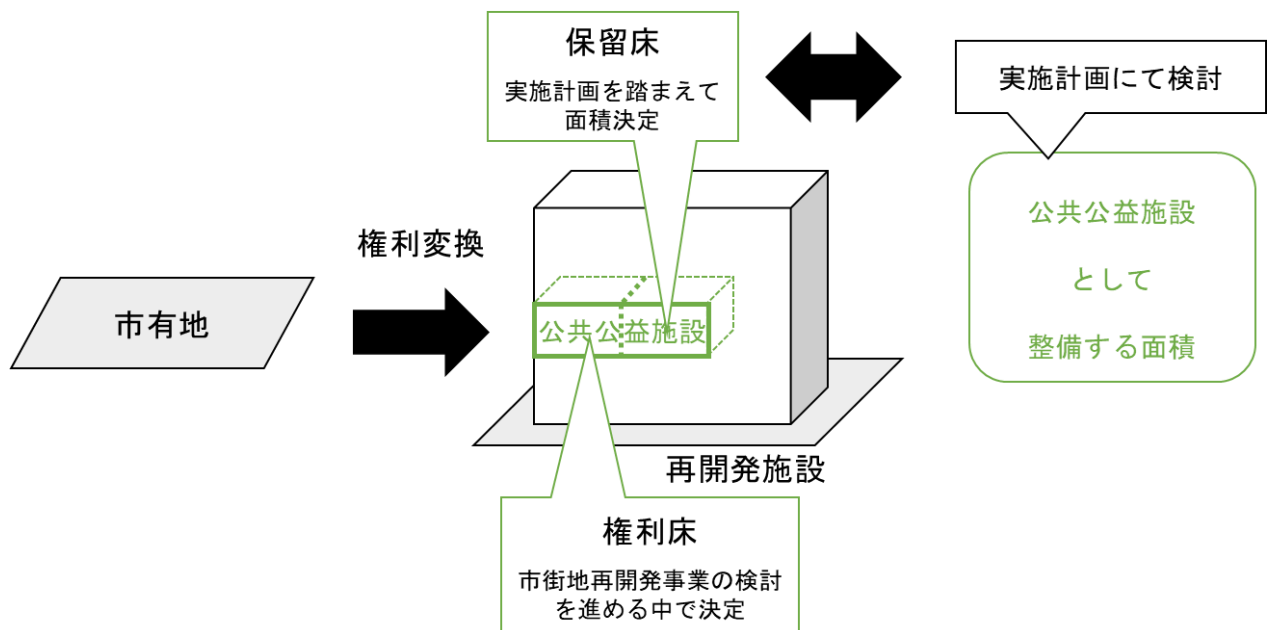 保留床
実施計画を踏まえて
面積決定
実施計画にて検討
公共公益施設
として
整備する面積
権利変換
市有地
公共公益施設
再開発施設
権利床
市街地再開発事業の検討
を進める中で決定